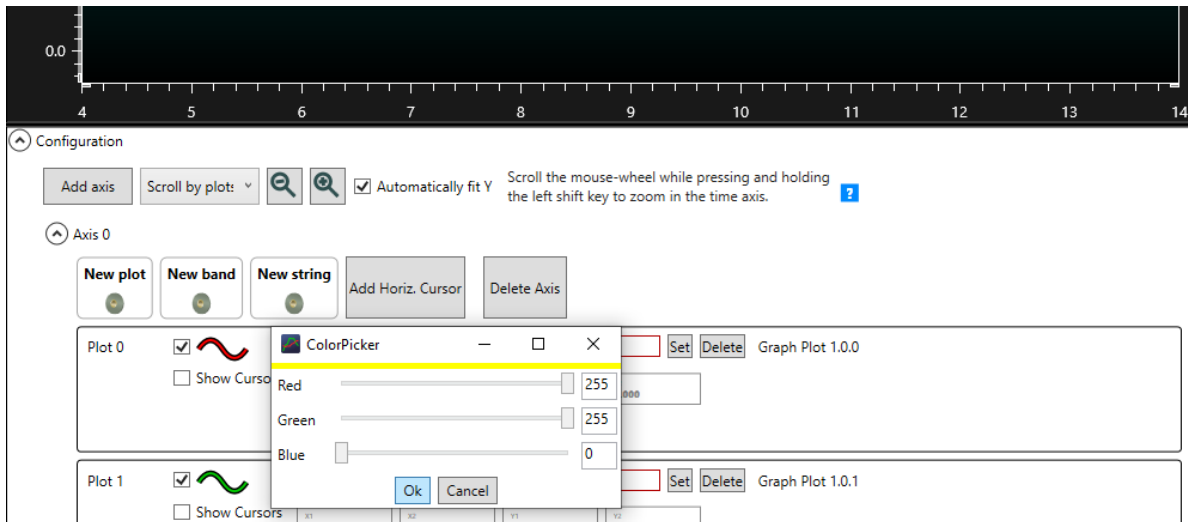 0.0
4 5 6 7 8 9 10 11 12 13 14
Configuration
Add axis
Scroll by plots
Automatically fit Y
Scroll the mouse-wheel while pressing and holding
the left shift key to zoom in the time axis.
?
Axis 0
New plot
New band
New string
Add Horiz. Cursor
Delete Axis
Plot 0
Set
Delete
Graph Plot 1.0.0
ColorPicker
Red
255
Green
255
Blue
0
Ok
Cancel
Plot 1
Set
Delete
Graph Plot 1.0.1
Show Cursors
X1
X2
Y1
Y2